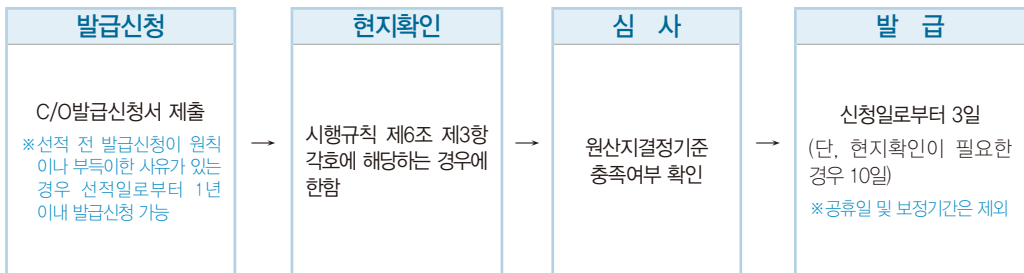 발급신청
C/O발급신청서 제출
※선적 전 발급신청이 원칙
이나 부득이한 사유가 있는
경우 선적일로부터 1년
이내 발급신청 가능
→
현지확인
시행규칙 제6조 제3항
각호에 해당하는 경우에
한함
→
심 사
원산지결정기준
충족여부 확인
→
발 급
신청일로부터 3일
(단, 현지확인이 필요한
경우 10일)
※공휴일 및 보정기간은 제외